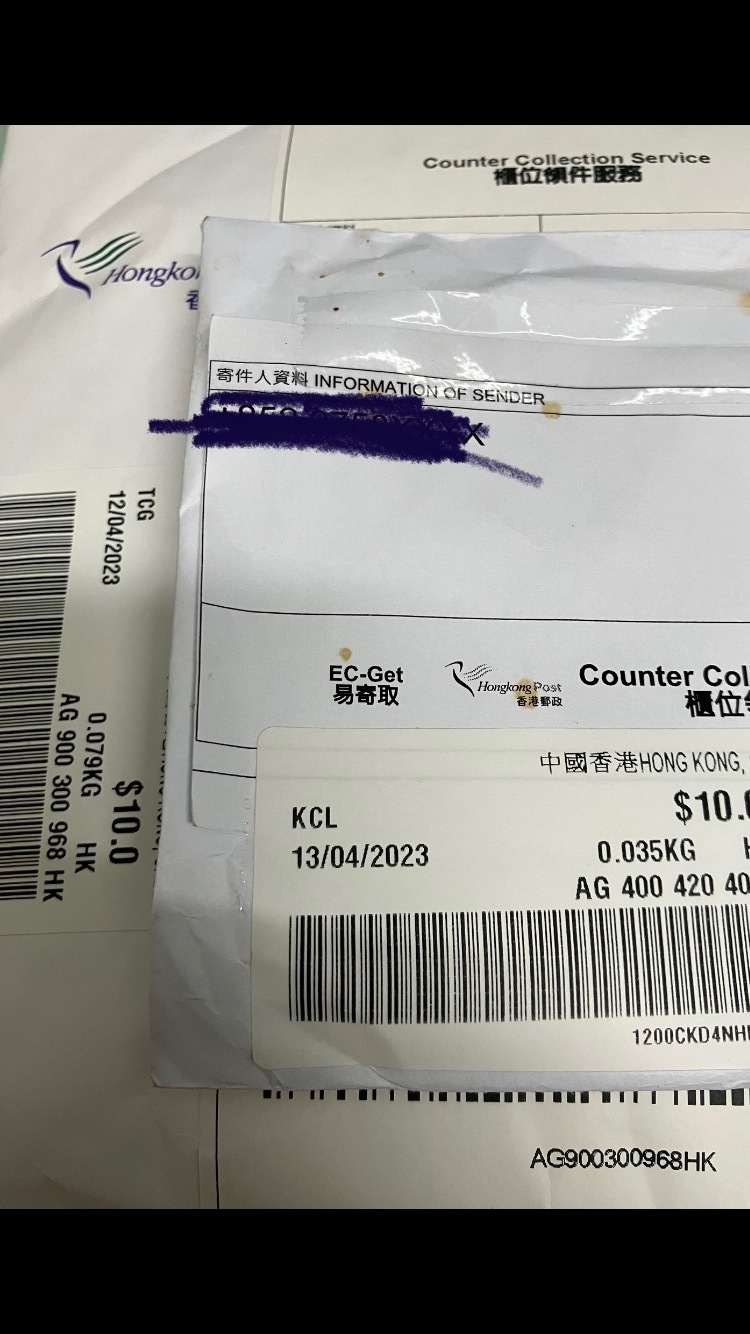 Counter Collection Service
櫃位領件服務
Hongko
寄件人資料 INFORMATION OF SENDER
X
TCG
12/04/2023
$10.0
0.079KG HK
AG 900 300 968 HK
EC-Get
易寄取
Hongkong Post
香港郵政
Counter Col
櫃位
中國香港HONG KONG,
KCL
$10.
13/04/2023
0.035KG
AG 400 420 40
1200CKD4NH
AG900300968HK